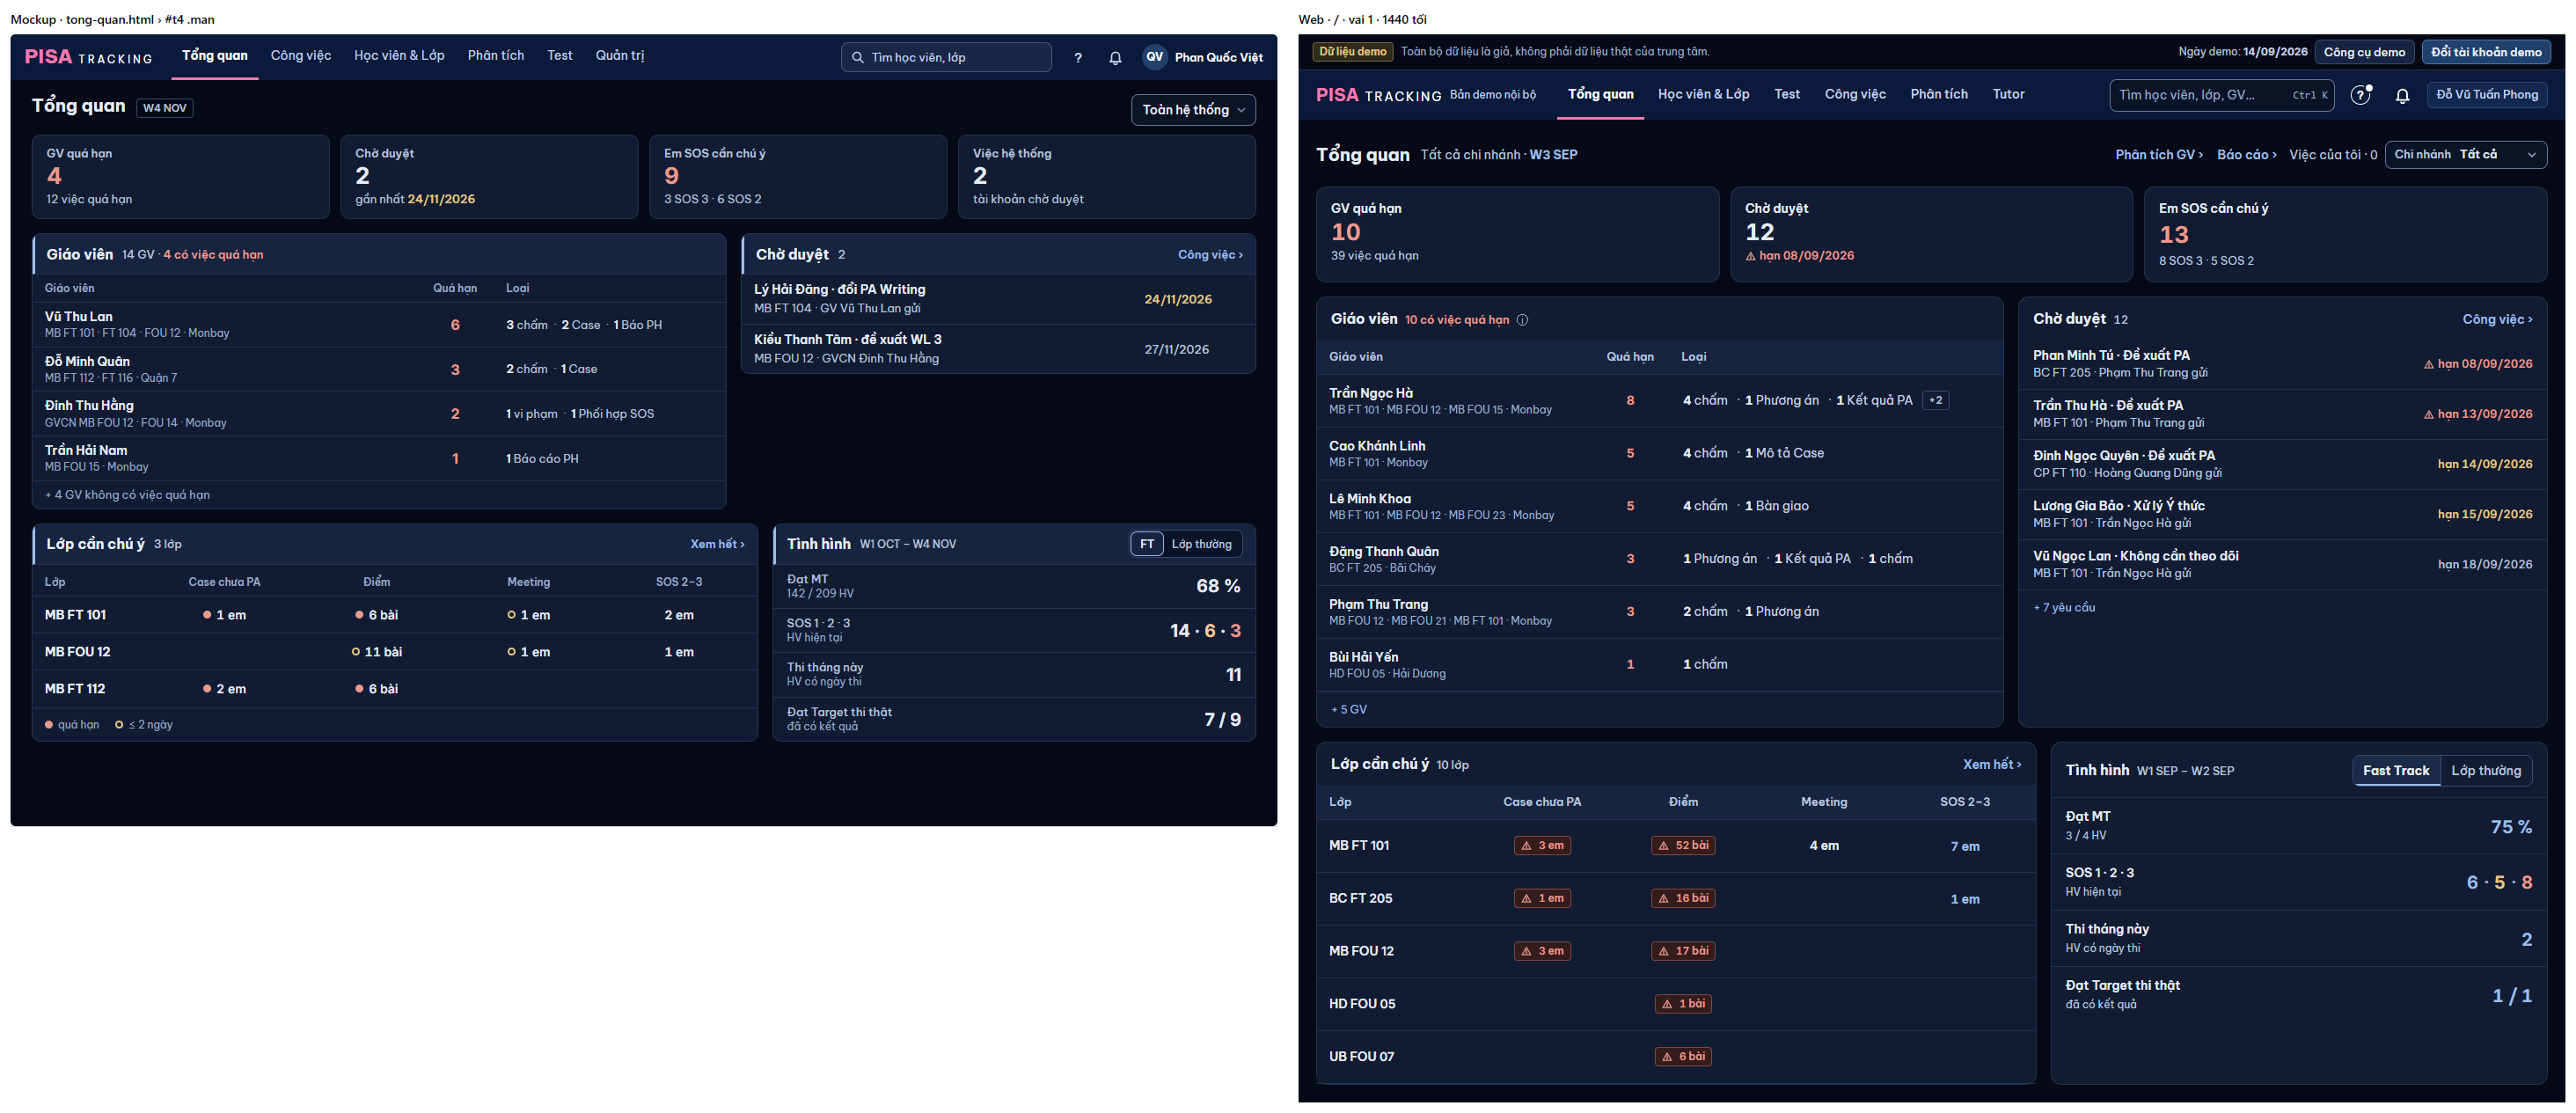 Mockup · tong-quan.html › #t4 .man
PISA TRACKING Tổng quan Công việc Học viên & Lớp Phân tích Test Quản trị Tìm học viên, lớp ? QV Phan Quốc Việt
Tổng quan W4 NOV Toàn hệ thống
GV quá hạn
4
12 việc quá hạn
Chờ duyệt
2
gần nhất 24/11/2026
Em SOS cần chú ý
9
3 SOS 3 · 6 SOS 2
Việc hệ thống
2
tài khoản chờ duyệt
Giáo viên 14 GV · 4 có việc quá hạn
Giáo viên Quá hạn Loại
Vũ Thu Lan
MB FT 101 · FT 104 · FOU 12 · Monbay
6 3 chấm · 2 Case · 1 Báo PH
Đỗ Minh Quân
MB FT 112 · FT 116 · Quận 7
3 2 chấm · 1 Case
Đinh Thu Hằng
GVCN MB FOU 12 · FOU 14 · Monbay
2 1 vi phạm · 1 Phối hợp SOS
Trần Hải Nam
MB FOU 15 · Monbay
1 1 Báo cáo PH
+ 4 GV không có việc quá hạn
Chờ duyệt 2 Công việc ›
Lý Hải Đăng · đổi PA Writing
MB FT 104 · GV Vũ Thu Lan gửi
24/11/2026
Kiều Thanh Tâm · đề xuất WL 3
MB FOU 12 · GVCN Đinh Thu Hằng
27/11/2026
Lớp cần chú ý 3 lớp Xem hết ›
Lớp Case chưa PA Điểm Meeting SOS 2–3
MB FT 101 1 em 6 bài 1 em 2 em
MB FOU 12 11 bài 1 em 1 em
MB FT 112 2 em 6 bài
quá hạn ≤ 2 ngày
Tình hình W1 OCT – W4 NOV FT Lớp thường
Đạt MT
142 / 209 HV
68 %
SOS 1 · 2 · 3
HV hiện tại
14 · 6 · 3
Thi tháng này
HV có ngày thi
11
Đạt Target thi thật
đã có kết quả
7 / 9
Web · / · vai 1 · 1440 tối
Dữ liệu demo Toàn bộ dữ liệu là giả, không phải dữ liệu thật của trung tâm. Ngày demo: 14/09/2026 Công cụ demo Đổi tài khoản demo
PISA TRACKING Bản demo nội bộ Tổng quan Học viên & Lớp Test Công việc Phân tích Tutor Tìm học viên, lớp, GV... Ctrl K ? Đỗ Vũ Tuấn Phong
Tổng quan Tất cả chi nhánh · W3 SEP Phân tích GV › Báo cáo › Việc của tôi · 0 Chi nhánh Tất cả
GV quá hạn
10
39 việc quá hạn
Chờ duyệt
12
hạn 08/09/2026
Em SOS cần chú ý
13
8 SOS 3 · 5 SOS 2
Giáo viên 10 có việc quá hạn
Giáo viên Quá hạn Loại
Trần Ngọc Hà
MB FT 101 · MB FOU 12 · MB FOU 15 · Monbay
8 4 chấm · 1 Phương án · 1 Kết quả PA +2
Cao Khánh Linh
MB FT 101 · Monbay
5 4 chấm · 1 Mô tả Case
Lê Minh Khoa
MB FT 101 · MB FOU 12 · MB FOU 23 · Monbay
5 4 chấm · 1 Bàn giao
Đặng Thanh Quân
BC FT 205 · Bãi Cháy
3 1 Phương án · 1 Kết quả PA · 1 chấm
Phạm Thu Trang
MB FOU 12 · MB FOU 21 · MB FT 101 · Monbay
3 2 chấm · 1 Phương án
Bùi Hải Yến
HD FOU 05 · Hải Dương
1 1 chấm
+ 5 GV
Chờ duyệt 12 Công việc ›
Phan Minh Tú · Đề xuất PA
BC FT 205 · Phạm Thu Trang gửi
hạn 08/09/2026
Trần Thu Hà · Đề xuất PA
MB FT 101 · Phạm Thu Trang gửi
hạn 13/09/2026
Đinh Ngọc Quyên · Đề xuất PA
CP FT 110 · Hoàng Quang Dũng gửi
hạn 14/09/2026
Lương Gia Bảo · Xử lý Ý thức
MB FT 101 · Trần Ngọc Hà gửi
hạn 15/09/2026
Vũ Ngọc Lan · Không cần theo dõi
MB FT 101 · Trần Ngọc Hà gửi
hạn 18/09/2026
+ 7 yêu cầu
Lớp cần chú ý 10 lớp Xem hết ›
Lớp Case chưa PA Điểm Meeting SOS 2–3
MB FT 101 3 em 52 bài 4 em 7 em
BC FT 205 1 em 16 bài 1 em
MB FOU 12 3 em 17 bài
HD FOU 05 1 bài
UB FOU 07 6 bài
Tình hình W1 SEP – W2 SEP Fast Track Lớp thường
Đạt MT
3 / 4 HV
75 %
SOS 1 · 2 · 3
HV hiện tại
6 · 5 · 8
Thi tháng này
HV có ngày thi
2
Đạt Target thi thật
đã có kết quả
1 / 1